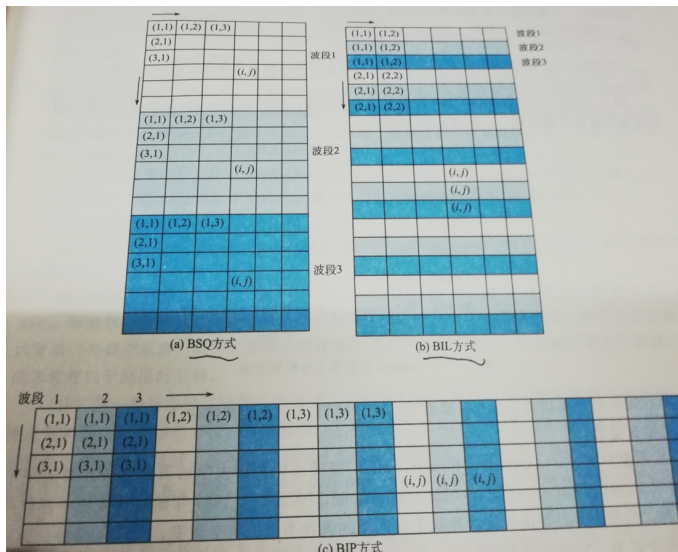 (1,1) (1,2) (1,3)
(2,1)
(3,1)
波段1
(i, j)
(1,1) (1,2) (1,3)
(2,1)
波段2
(3,1)
(i, j)
(1,1) (1,2) (1,3)
(2,1)
(3,1)
波段3
(i, j)
(a) BSQ方式
(1,1) (1,2) 波段1
(1,1) (1,2) 波段2
(1,1) (1,2) 波段3
(2,1) (2,2)
(2,1) (2,2)
(2,1) (2,2)
(i, j)
(i, j)
(i, j)
(b) BIL方式
波段 1 2 3
(1,1) (1,1) (1,1) (1,2) (1,2) (1,2) (1,3) (1,3) (1,3)
(2,1) (2,1) (2,1)
(3,1) (3,1) (3,1) (i, j) (i, j) (i, j)
(c) BIP方式